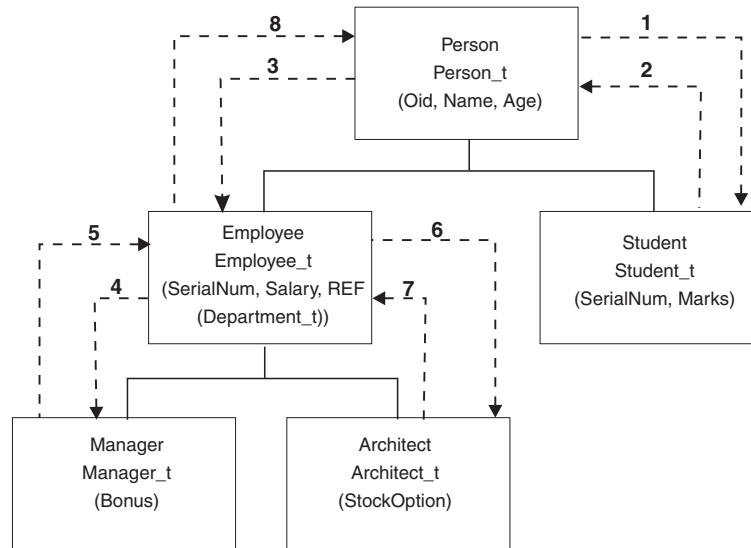 8
1
3
2
Person
Person_t
(Oid, Name, Age)
5
6
4
7
Employee
Employee_t
(SerialNum, Salary, REF
(Department_t))
Student
Student_t
(SerialNum, Marks)
Manager
Manager_t
(Bonus)
Architect
Architect_t
(StockOption)